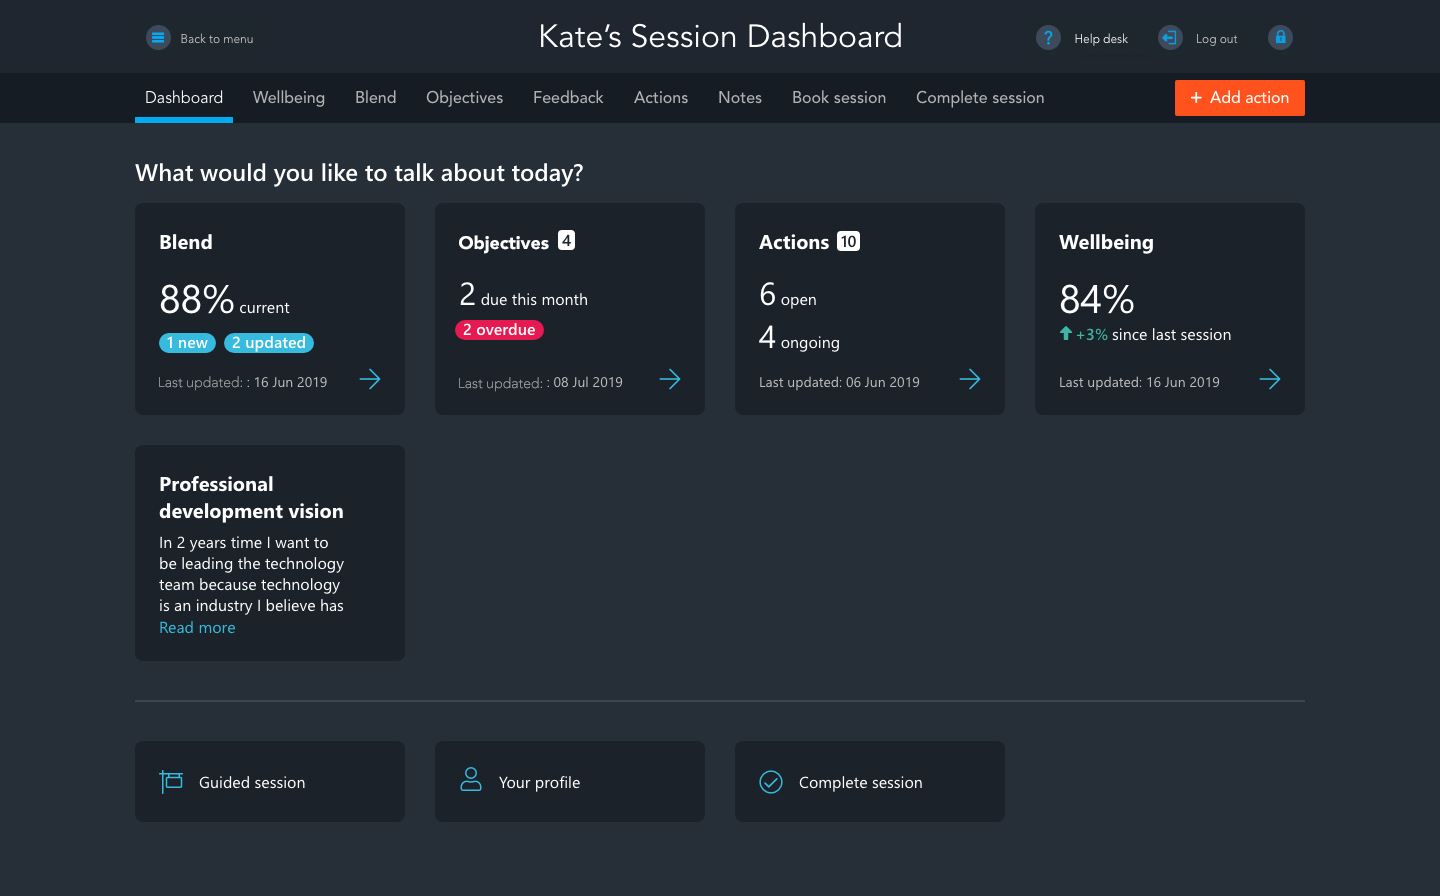 Back to menu
Kate’s Session Dashboard
? Help desk
Log out
Dashboard Wellbeing Blend Objectives Feedback Actions Notes Book session Complete session
+ Add action
What would you like to talk about today?
Blend
88% current
1 new 2 updated
Last updated: : 16 Jun 2019
Objectives 4
2 due this month
2 overdue
Last updated: : 08 Jul 2019
Actions 10
6 open
4 ongoing
Last updated: 06 Jun 2019
Wellbeing
84%
+3% since last session
Last updated: 16 Jun 2019
Professional
development vision
In 2 years time I want to
be leading the technology
team because technology
is an industry I believe has
Read more
Guided session
Your profile
Complete session